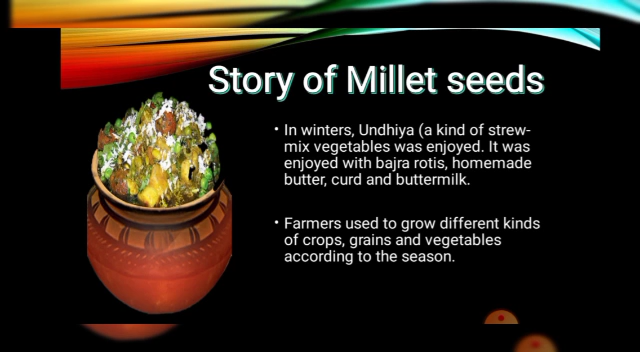 Story of Millet seeds
• In winters, Undhiya (a kind of strew-
mix vegetables was enjoyed. It was
enjoyed with bajra rotis, homemade
butter, curd and buttermilk.
• Farmers used to grow different kinds
of crops, grains and vegetables
according to the season.